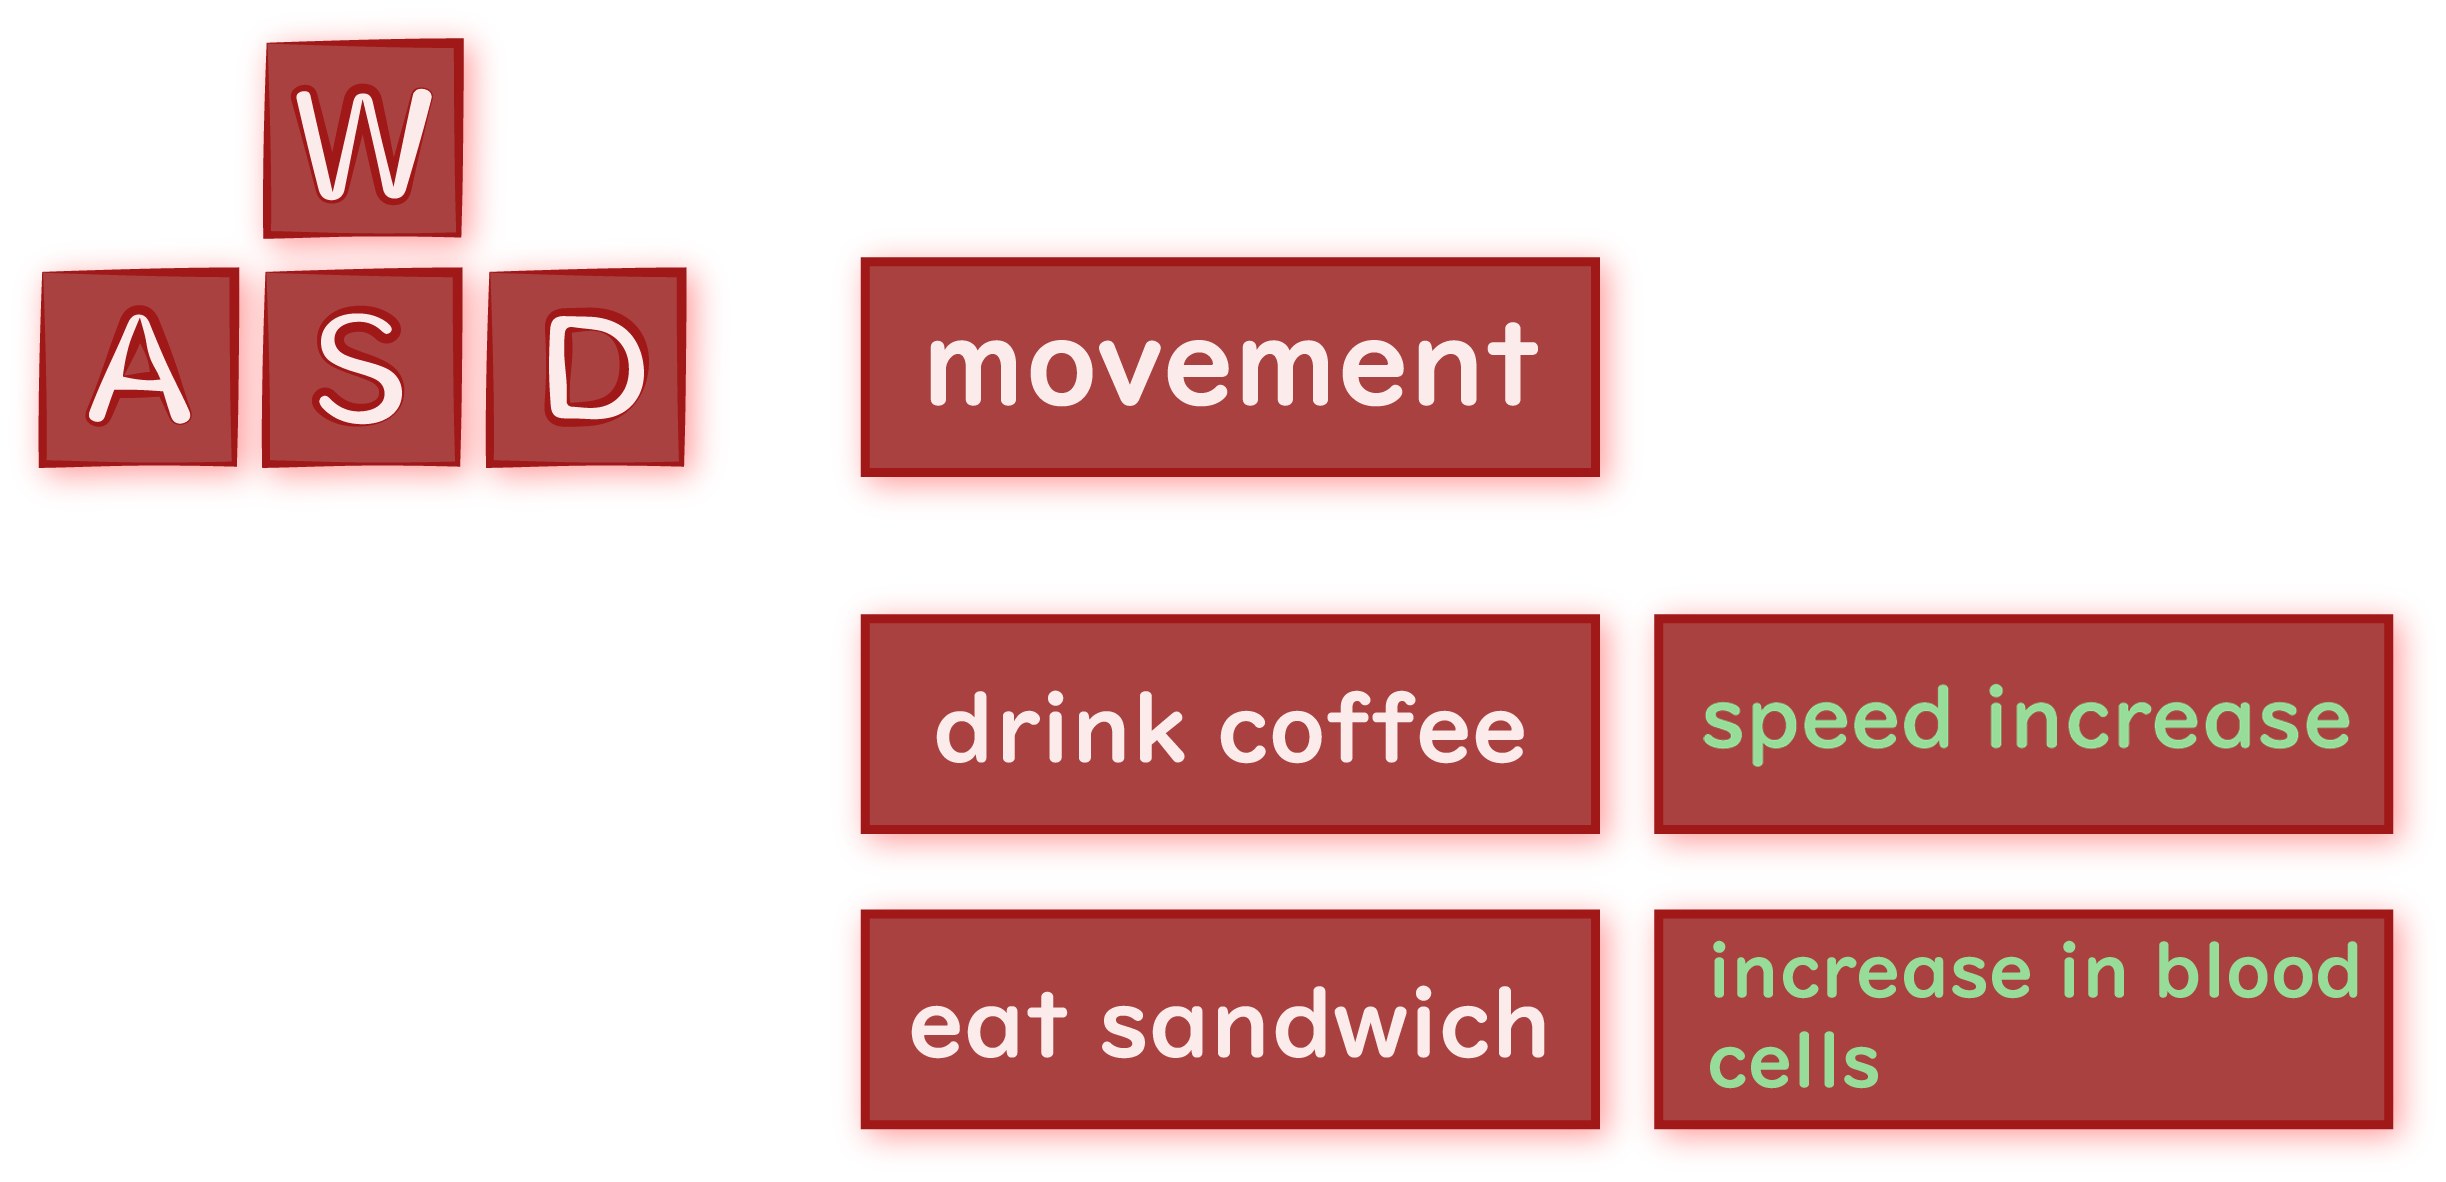 W
A S D
movement
drink coffee
speed increase
eat sandwich
increase in blood
cells